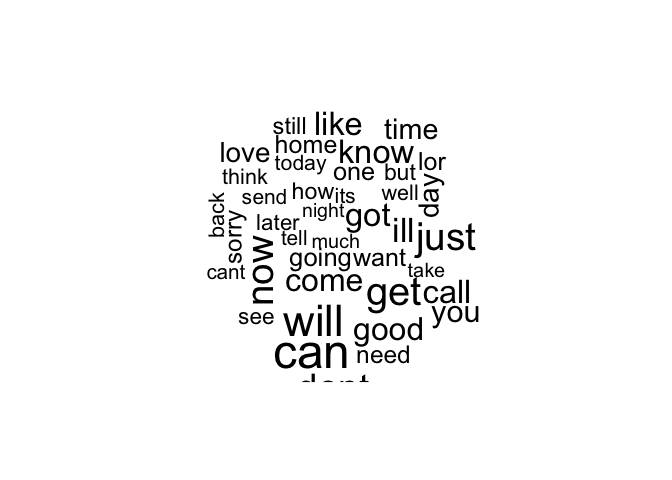 still like time
love home know lor
think today one but
send how its well day
back sorry night got
later ill just
tell much
now going want
cant come take
get call
see will good you
can need
dont